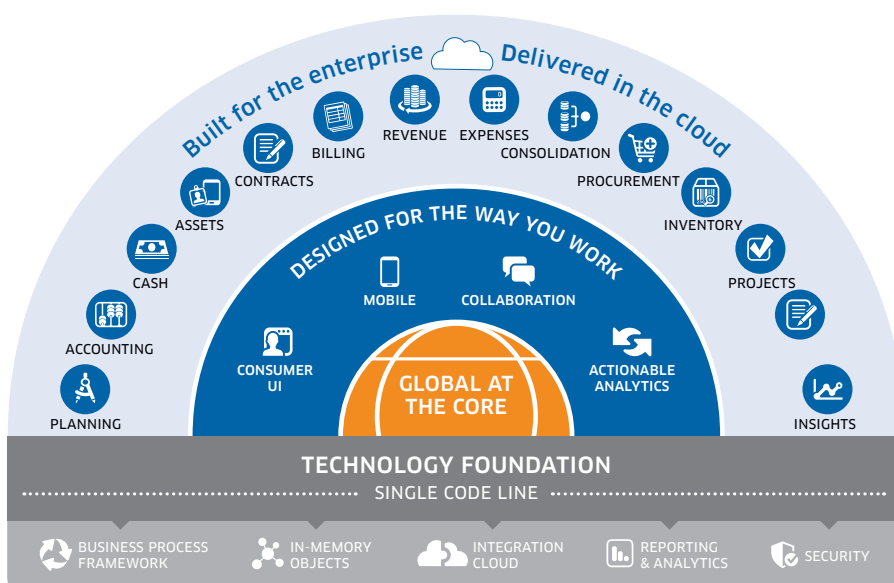 Built for the enterprise
Delivered in the cloud
PLANNING
ACCOUNTING
CASH
ASSETS
CONTRACTS
BILLING
REVENUE
EXPENSES
CONSOLIDATION
PROCUREMENT
INVENTORY
PROJECTS
INSIGHTS
DESIGNED FOR THE WAY YOU WORK
CONSUMER
UI
MOBILE
COLLABORATION
ACTIONABLE
ANALYTICS
GLOBAL AT
THE CORE
TECHNOLOGY FOUNDATION
SINGLE CODE LINE
BUSINESS PROCESS
FRAMEWORK
IN-MEMORY
OBJECTS
INTEGRATION
CLOUD
REPORTING
& ANALYTICS
SECURITY